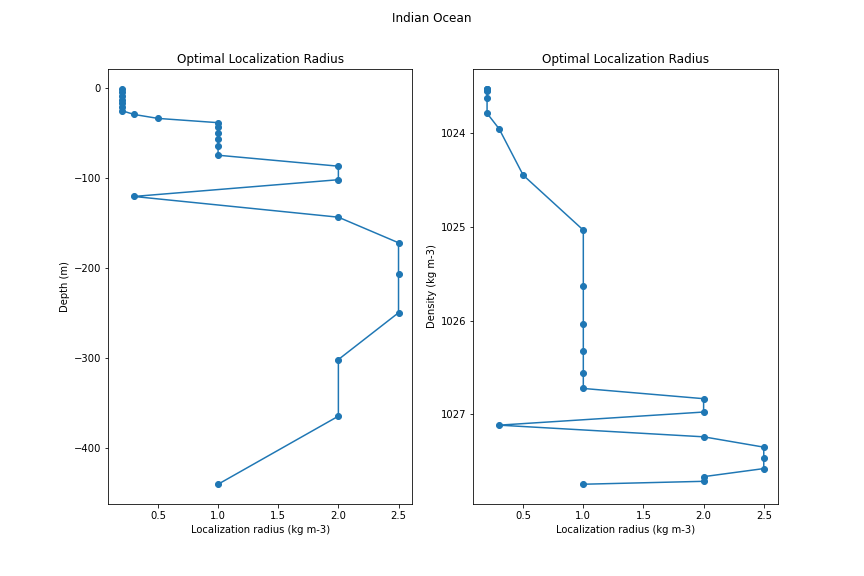 Indian Ocean
Optimal Localization Radius
0
−100
−200
−300
−400
Depth (m)
0.5
1.0
1.5
2.0
2.5
Localization radius (kg m-3)
Optimal Localization Radius
1024
1025
1026
1027
Density (kg m-3)
0.5
1.0
1.5
2.0
2.5
Localization radius (kg m-3)